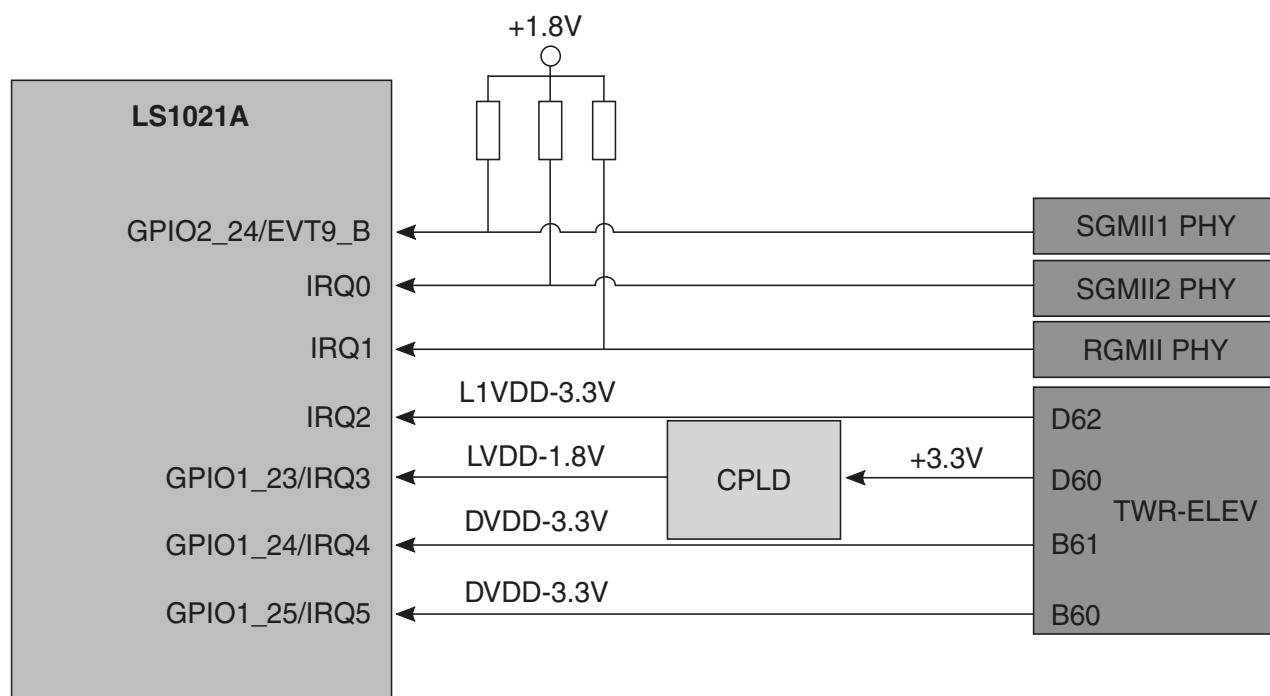 +1.8V
LS1021A
GPIO2_24/EVT9_B
SGMII1 PHY
IRQ0
SGMII2 PHY
IRQ1
RGMII PHY
L1VDD-3.3V
IRQ2
D62
LVDD-1.8V
+3.3V
GPIO1_23/IRQ3
CPLD
D60
TWR-ELEV
DVDD-3.3V
GPIO1_24/IRQ4
B61
DVDD-3.3V
GPIO1_25/IRQ5
B60